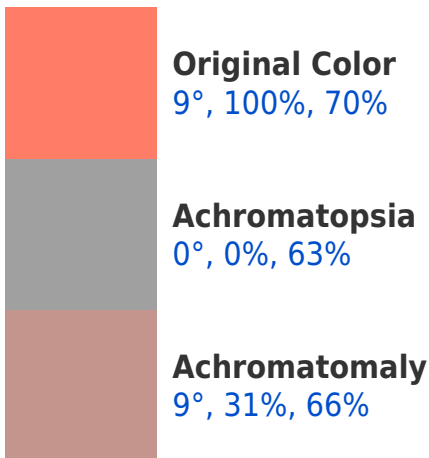 Original Color
9°, 100%, 70%
Achromatopsia
0°, 0%, 63%
Achromatomaly
9°, 31%, 66%